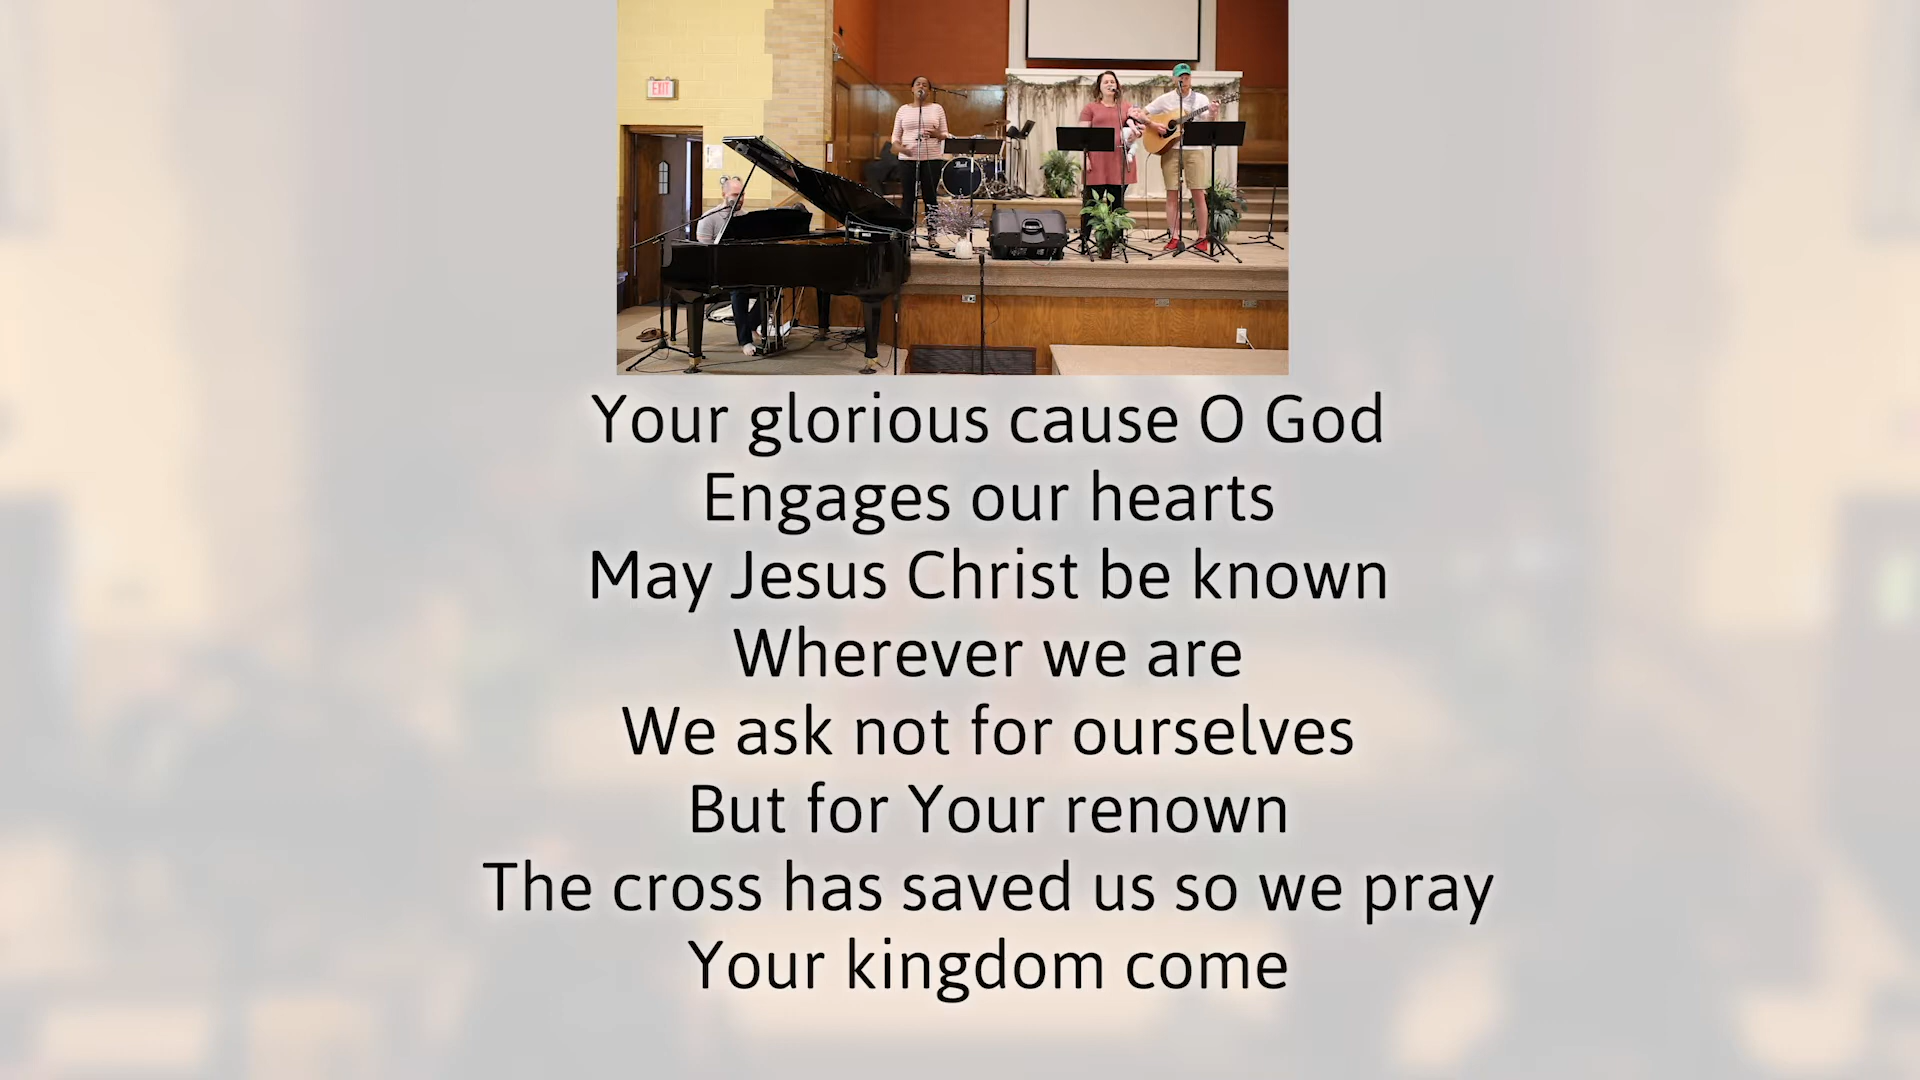 EXIT
Your glorious cause O God
Engages our hearts
May Jesus Christ be known
Wherever we are
We ask not for ourselves
But for Your renown
The cross has saved us so we pray
Your kingdom come